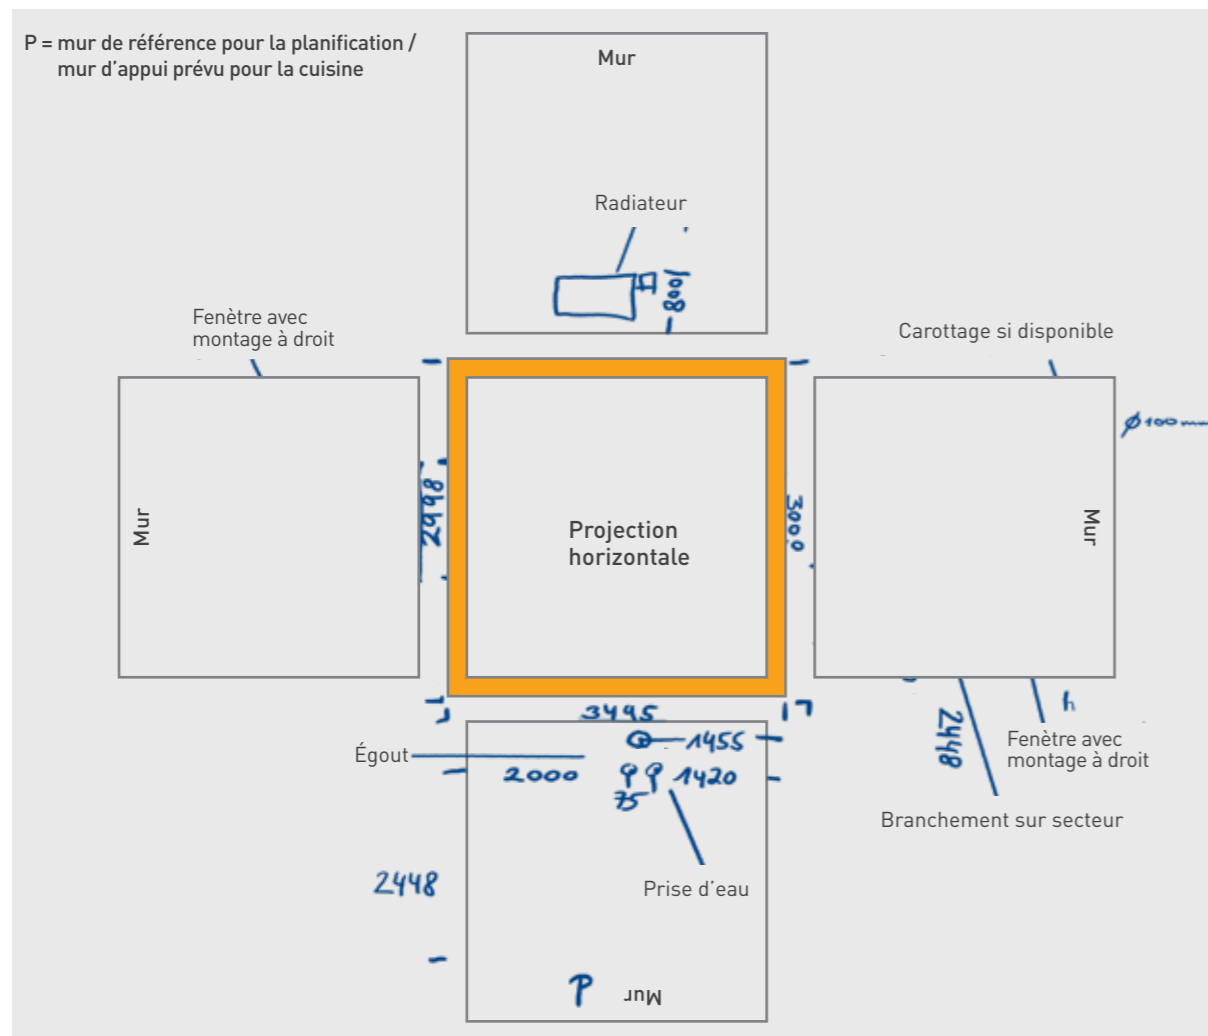 P = mur de référence pour la planification /
mur d'appui prévu pour la cuisine
Mur
Radiateur
1008
Fenètre avec
montage à droit
Carottage si disponible
Ø100mm
Mur
2998
Projection
horizontale
3000
Mur
3495
Égout
1455
2000
1420
75
2448
h
Fenètre avec
montage à droit
Branchement sur secteur
Prise d'eau
2448
P
Mur